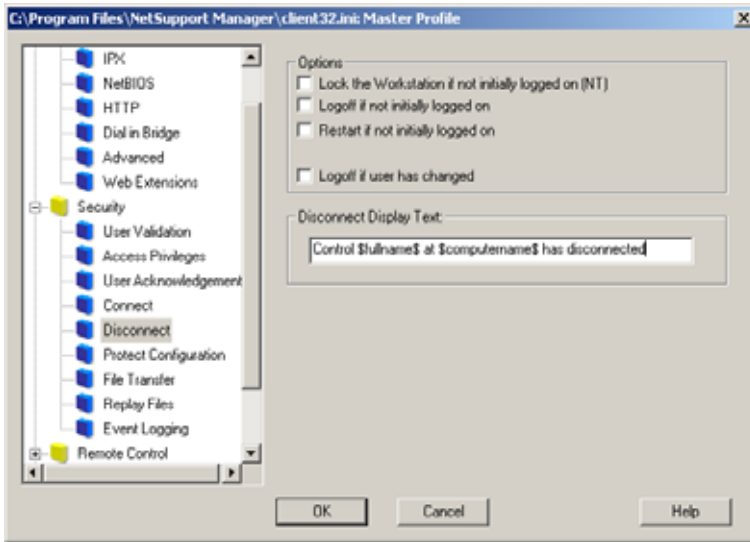 C:\Program Files\NetSupport Manager\client32.ini: Master Profile
IPX
NetBIOS
HTTP
Dial in Bridge
Advanced
Web Extensions
Security
User Validation
Access Privileges
User Acknowledgement
Connect
Disconnect
Protect Configuration
File Transfer
Replay Files
Event Logging
Remote Control
Options
Lock the Workstation if not initially logged on (NT)
Logoff if not initially logged on
Restart if not initially logged on
Logoff if user has changed
Disconnect Display Text:
Control $fullname$ at $computername$ has disconnected
OK
Cancel
Help